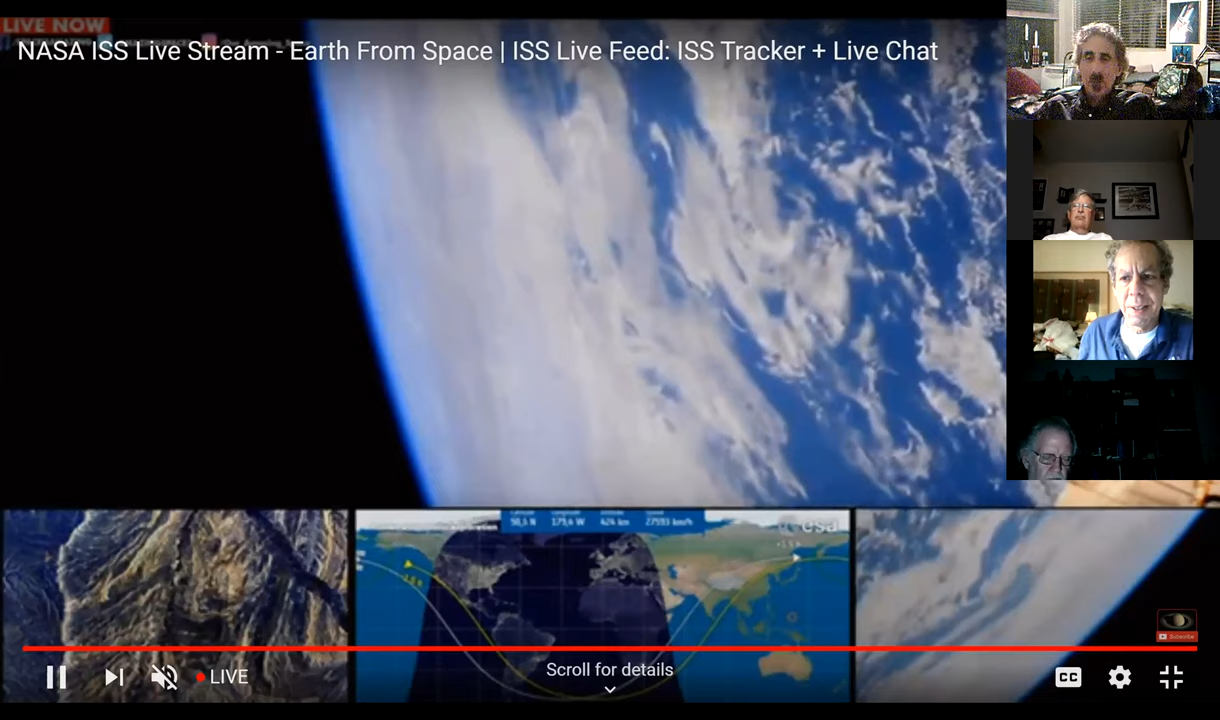 LIVE NOW
NASA ISS Live Stream - Earth From Space | ISS Live Feed: ISS Tracker + Live Chat
424 km
27593 km/h
esa
Subscribe
Scroll for details
LIVE
CC